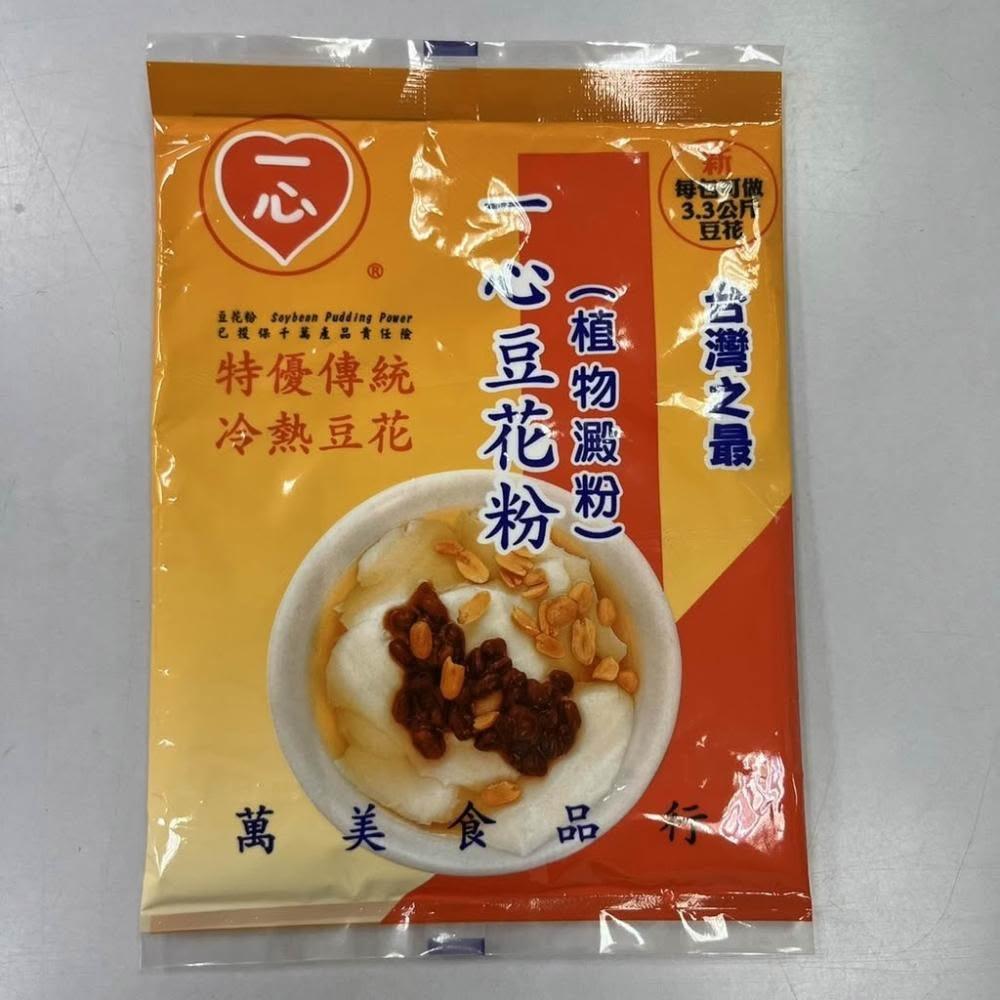 一心
®
豆花粉 Soybean Pudding Power
已投保千萬產品責任險
特優傳統
冷熱豆花
一心豆花粉
(植物澱粉)
新
每包可做
3.3公斤
豆花
台灣之最
萬美食品行